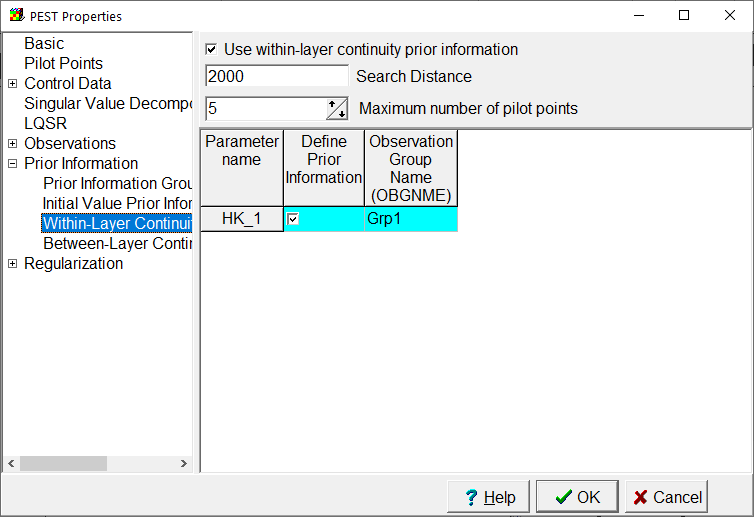 PEST Properties
Basic
Pilot Points
Control Data
Singular Value Decompo
LQSR
Observations
Prior Information
Prior Information Grou
Initial Value Prior Infor
Within-Layer Continui
Between-Layer Contin
Regularization
Use within-layer continuity prior information
2000 Search Distance
5 Maximum number of pilot points
Parameter name
Define Prior Information
Observation Group Name (OBGNME)
HK_1 Grp1
Help OK Cancel